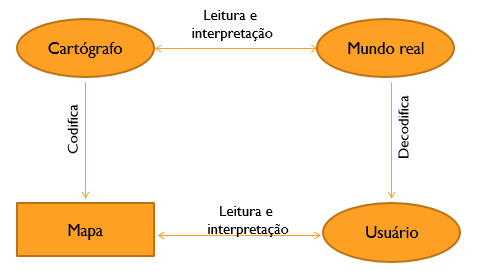 Leitura e
interpretação
Cartógrafo
Mundo real
Codifica
Decodifica
Leitura e
interpretação
Mapa
Usuário